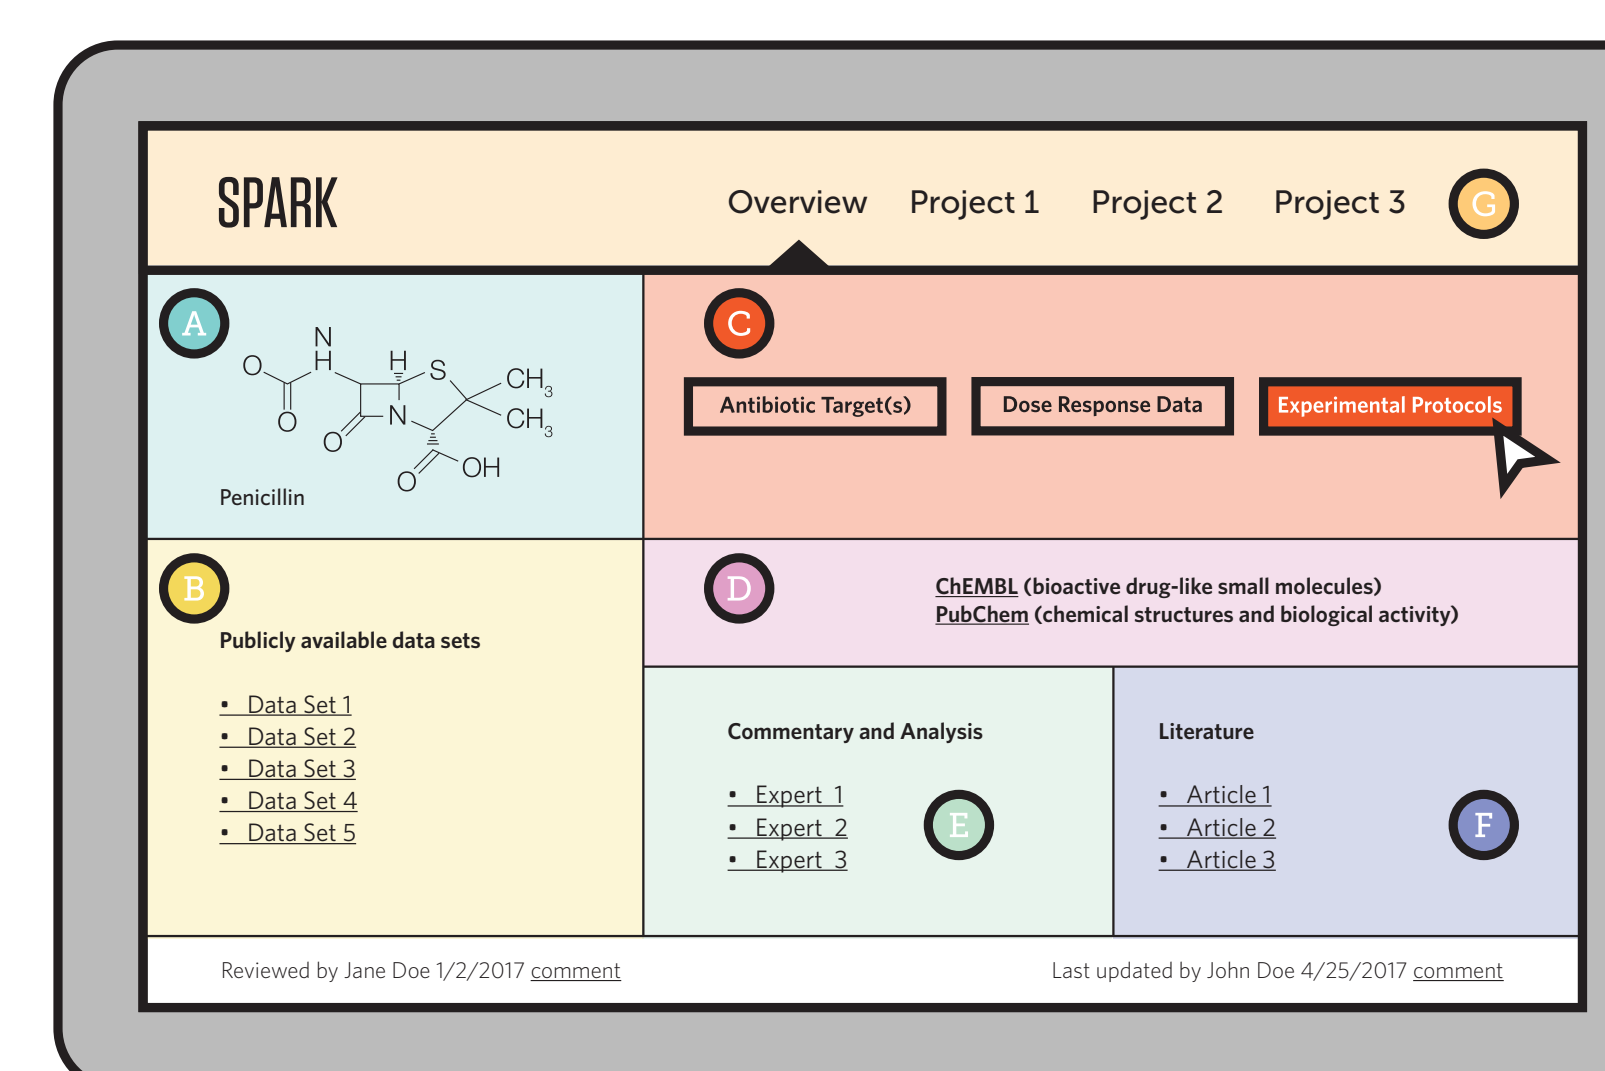 SPARK
Overview Project 1 Project 2 Project 3 G
A
N
H
O
H
S
CH3
N
CH3
O
O
OH
O
Penicillin
C
Antibiotic Target(s) Dose Response Data Experimental Protocols
B
Publicly available data sets
• Data Set 1
• Data Set 2
• Data Set 3
• Data Set 4
• Data Set 5
D
ChEMBL (bioactive drug-like small molecules)
PubChem (chemical structures and biological activity)
Commentary and Analysis
• Expert 1
• Expert 2
• Expert 3
E
Literature
• Article 1
• Article 2
• Article 3
F
Reviewed by Jane Doe 1/2/2017 comment
Last updated by John Doe 4/25/2017 comment